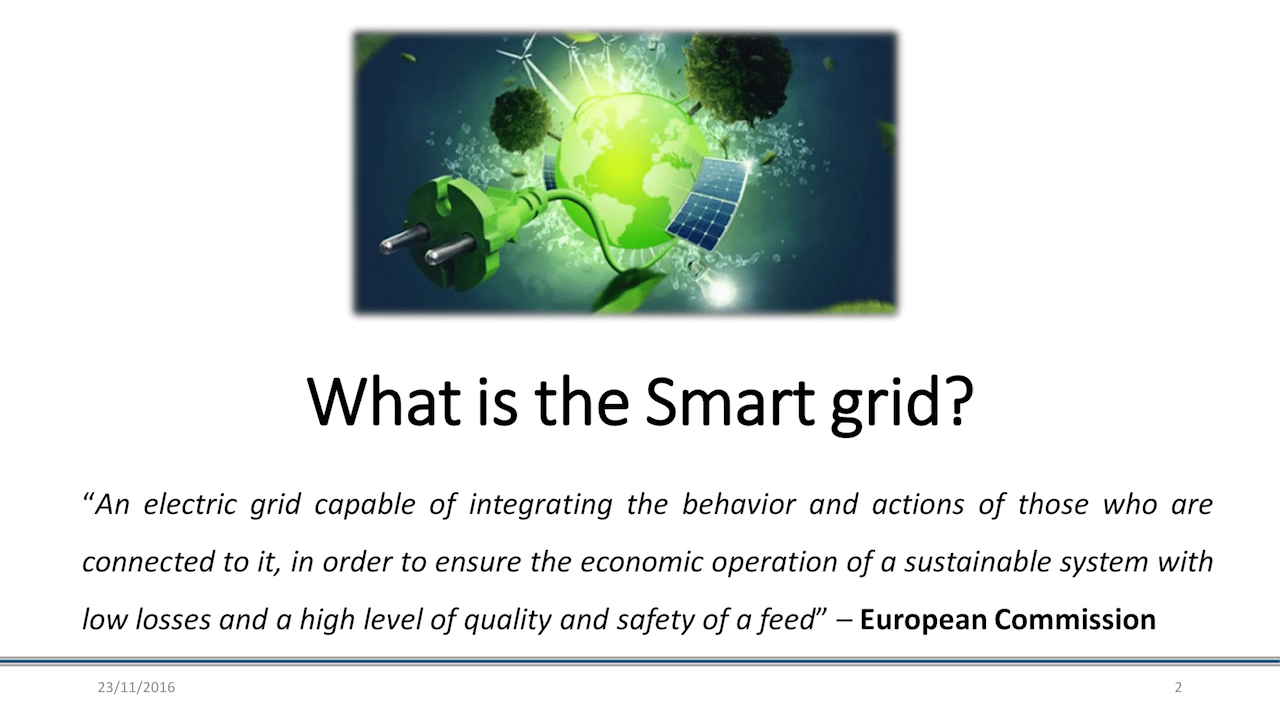 What is the Smart grid?
“An electric grid capable of integrating the behavior and actions of those who are
connected to it, in order to ensure the economic operation of a sustainable system with
low losses and a high level of quality and safety of a feed” – European Commission
23/11/2016
2